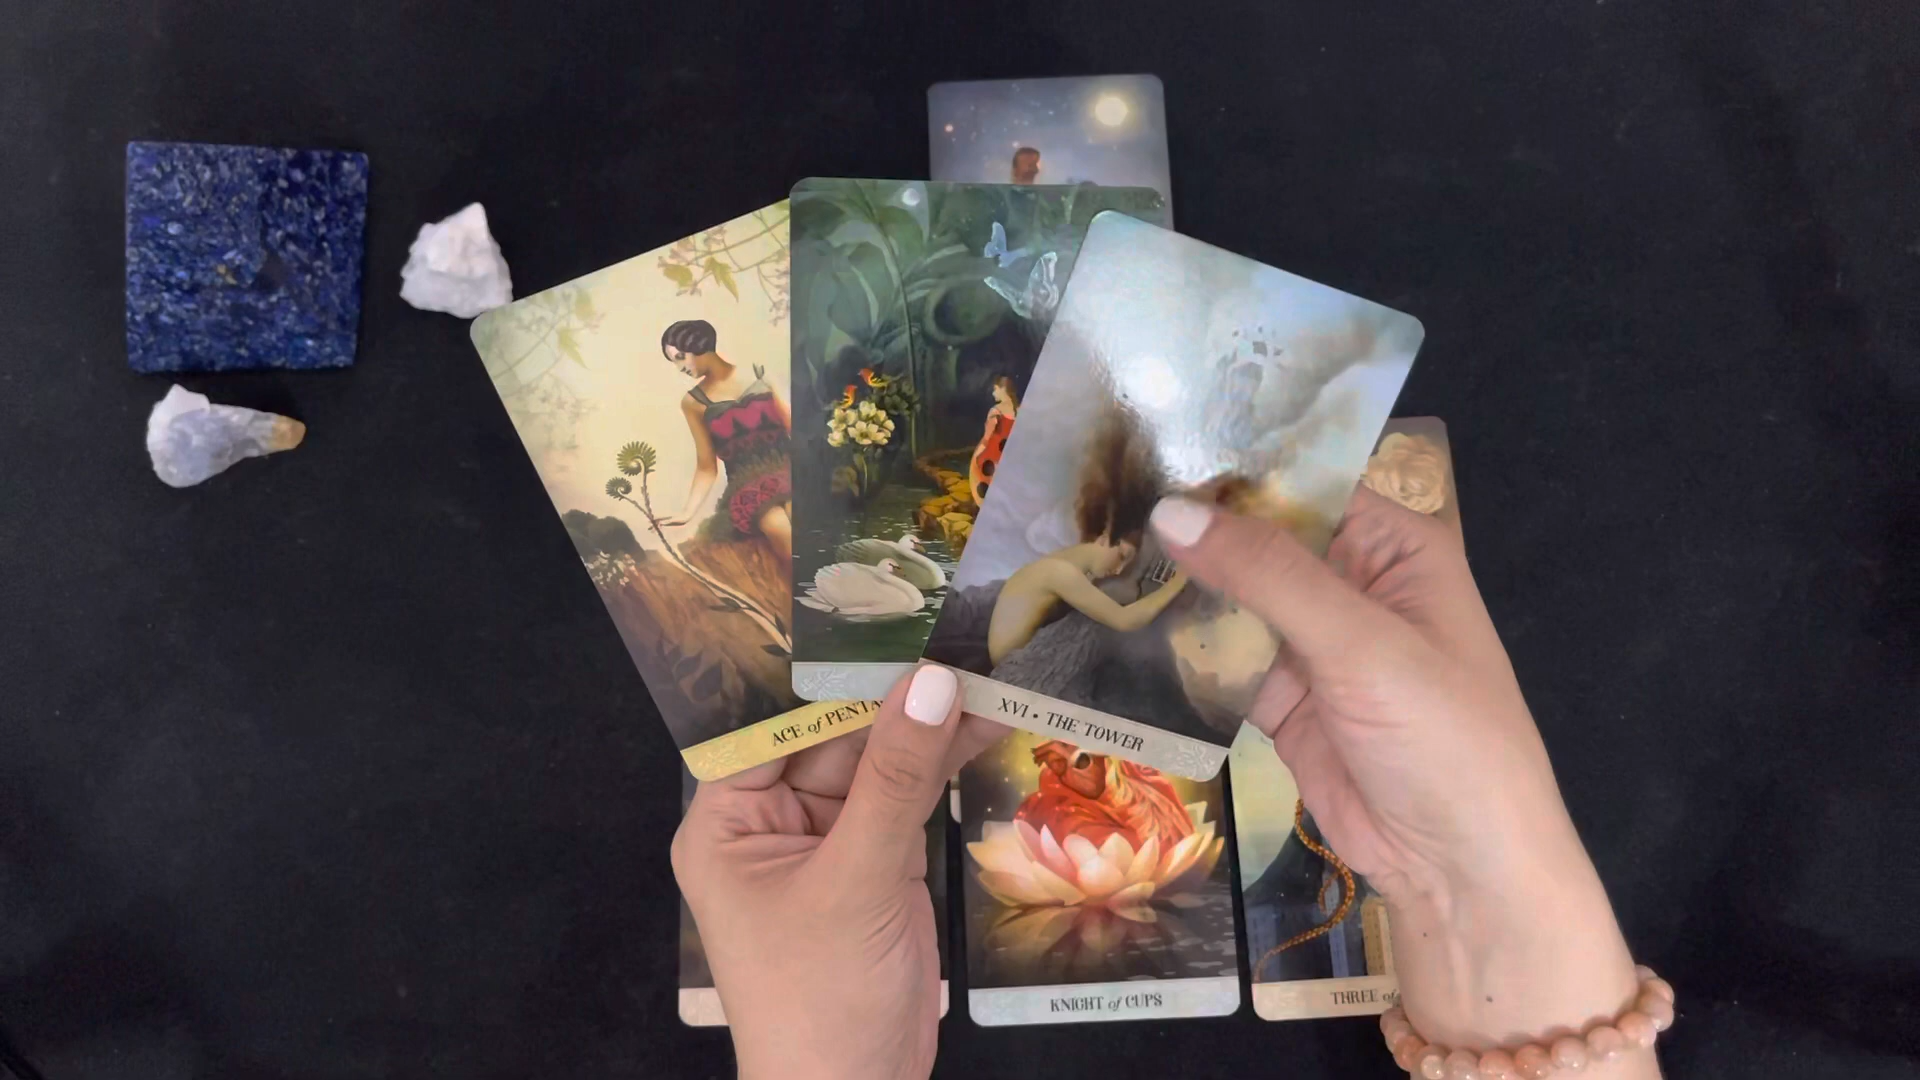 ACE of PENTA
XVI • THE TOWER
KNIGHT of CUPS
THREE of